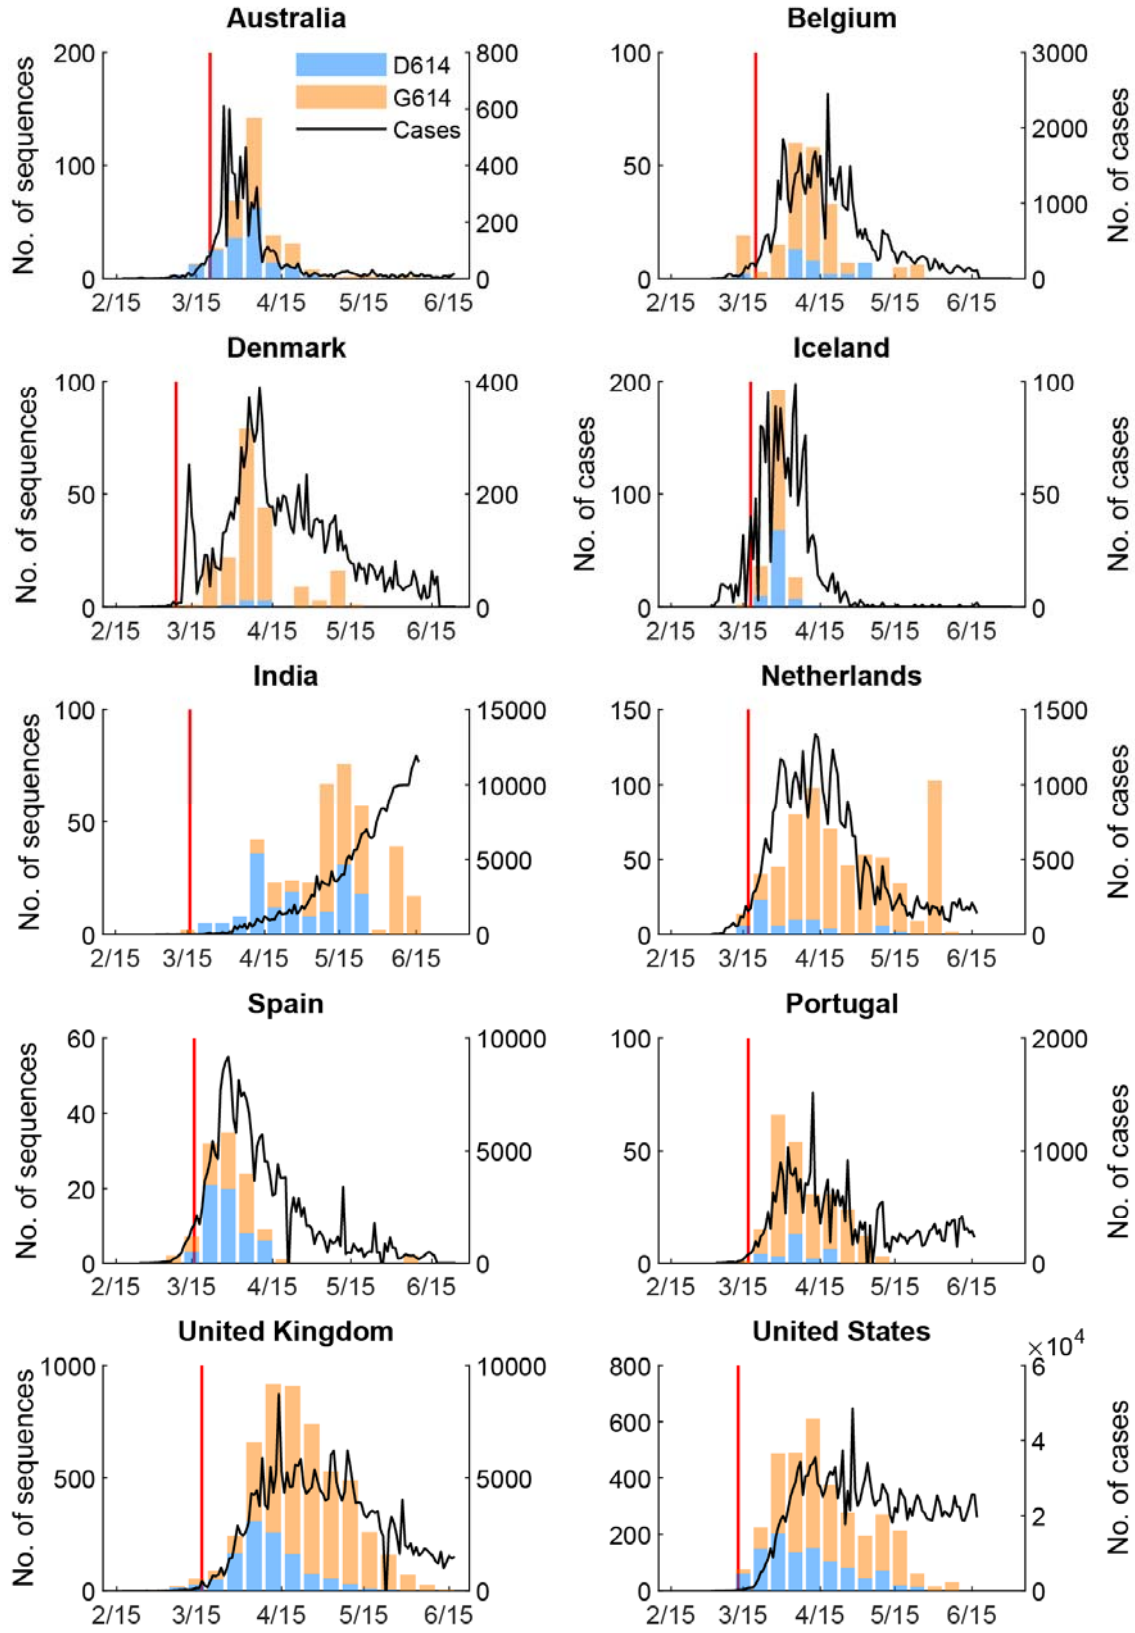 Australia
Belgium
200 800 100 3000
D614
G614
Cases
600
2000
100 400 50
200
1000
0 0 0 0
No. of sequences
No. of cases
2/15 3/15 4/15 5/15 6/15
2/15 3/15 4/15 5/15 6/15
Denmark
Iceland
100 400 200 100
50 200 100 50
0 0 0 0
No. of sequences
No. of cases
No. of cases
2/15 3/15 4/15 5/15 6/15
2/15 3/15 4/15 5/15 6/15
India
Netherlands
100 15000 150 1500
10000 100 1000
50
5000 50 500
0 0 0 0
No. of sequences
No. of cases
2/15 3/15 4/15 5/15 6/15
2/15 3/15 4/15 5/15 6/15
Spain
Portugal
60 10000 100 2000
40
5000 50 1000
20
0 0 0 0
No. of sequences
No. of cases
2/15 3/15 4/15 5/15 6/15
2/15 3/15 4/15 5/15 6/15
United Kingdom
United States
×10⁴
1000 10000 800 6
600
4
500 5000 400
2
200
0 0 0 0
No. of sequences
No. of cases
2/15 3/15 4/15 5/15 6/15
2/15 3/15 4/15 5/15 6/15